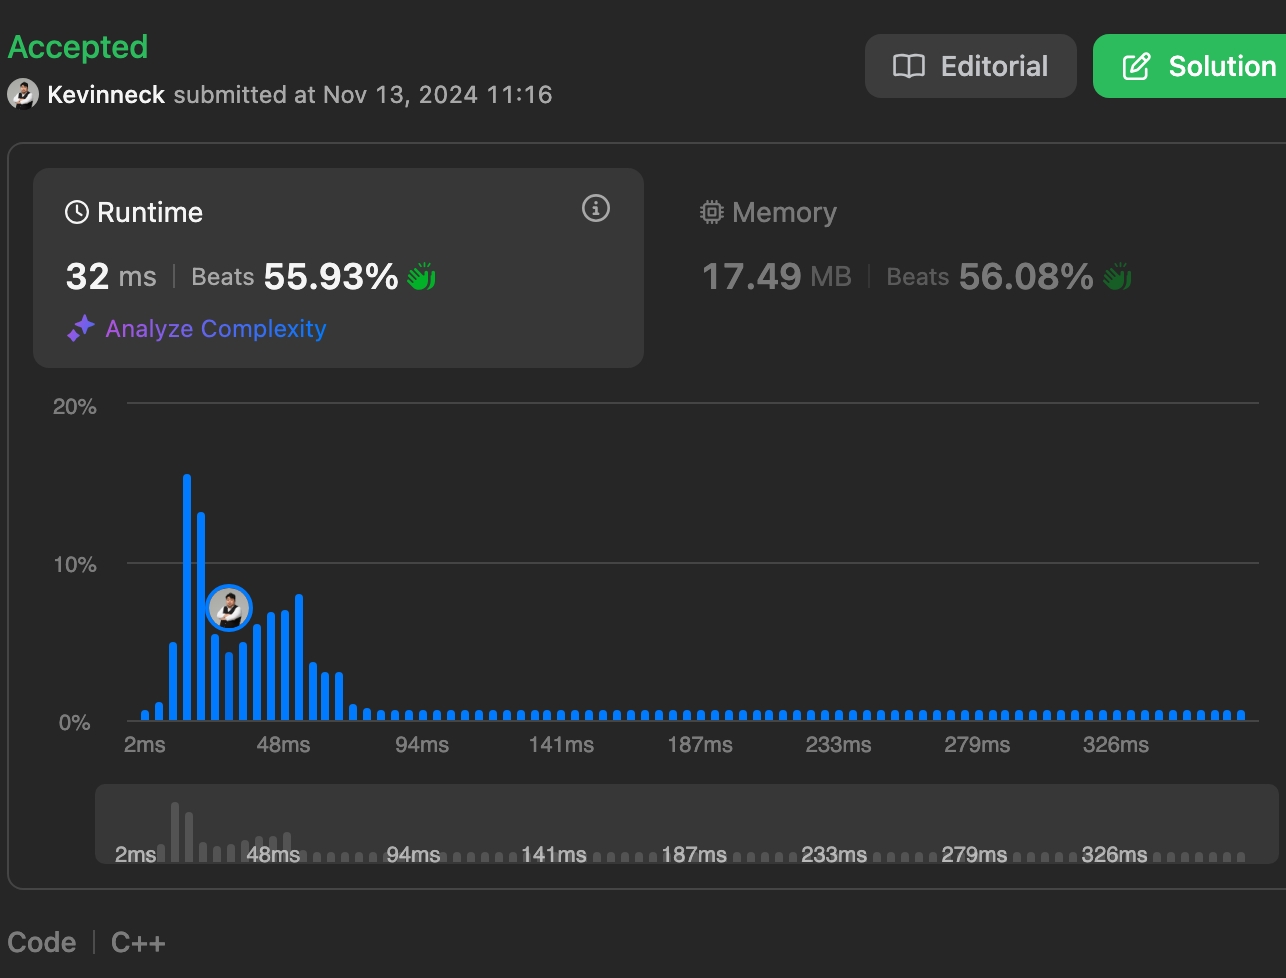 Accepted
Editorial
Solution
Kevinneck submitted at Nov 13, 2024 11:16
Runtime
Memory
32 ms | Beats 55.93%
17.49 MB | Beats 56.08%
Analyze Complexity
20%
10%
0%
2ms 48ms 94ms 141ms 187ms 233ms 279ms 326ms
2ms 48ms 94ms 141ms 187ms 233ms 279ms 326ms
Code | C++